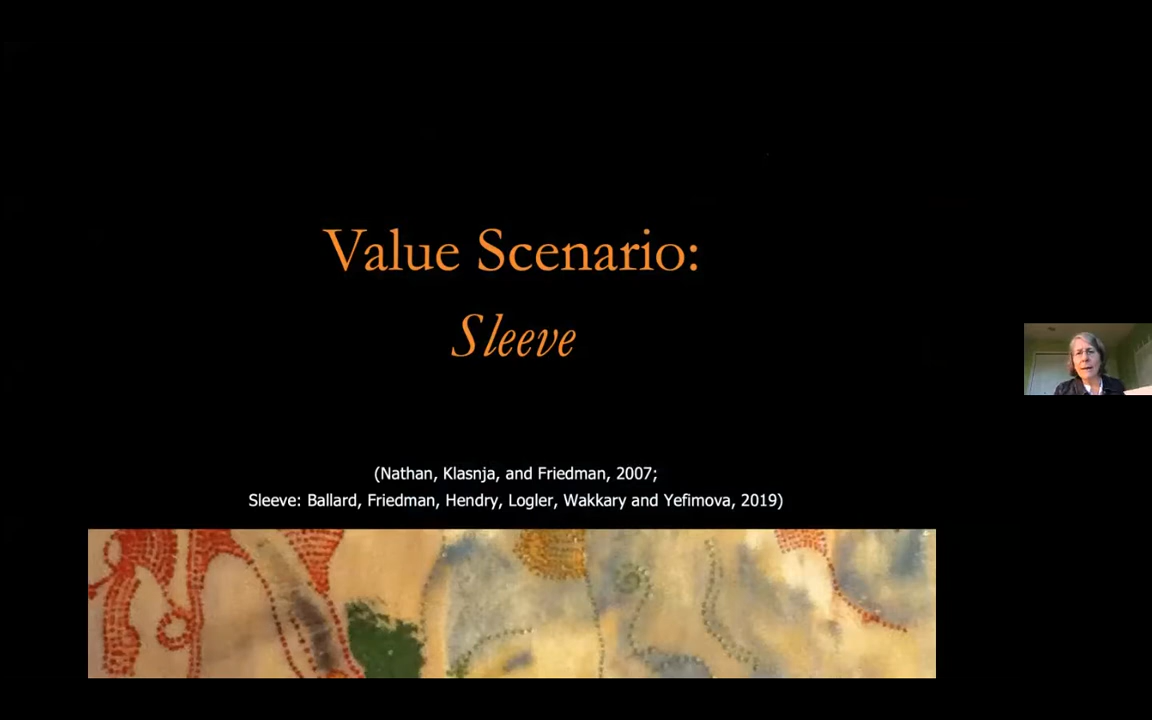 Value Scenario:
Sleeve
(Nathan, Klasnja, and Friedman, 2007;
Sleeve: Ballard, Friedman, Hendry, Logler, Wakkary and Yefimova, 2019)